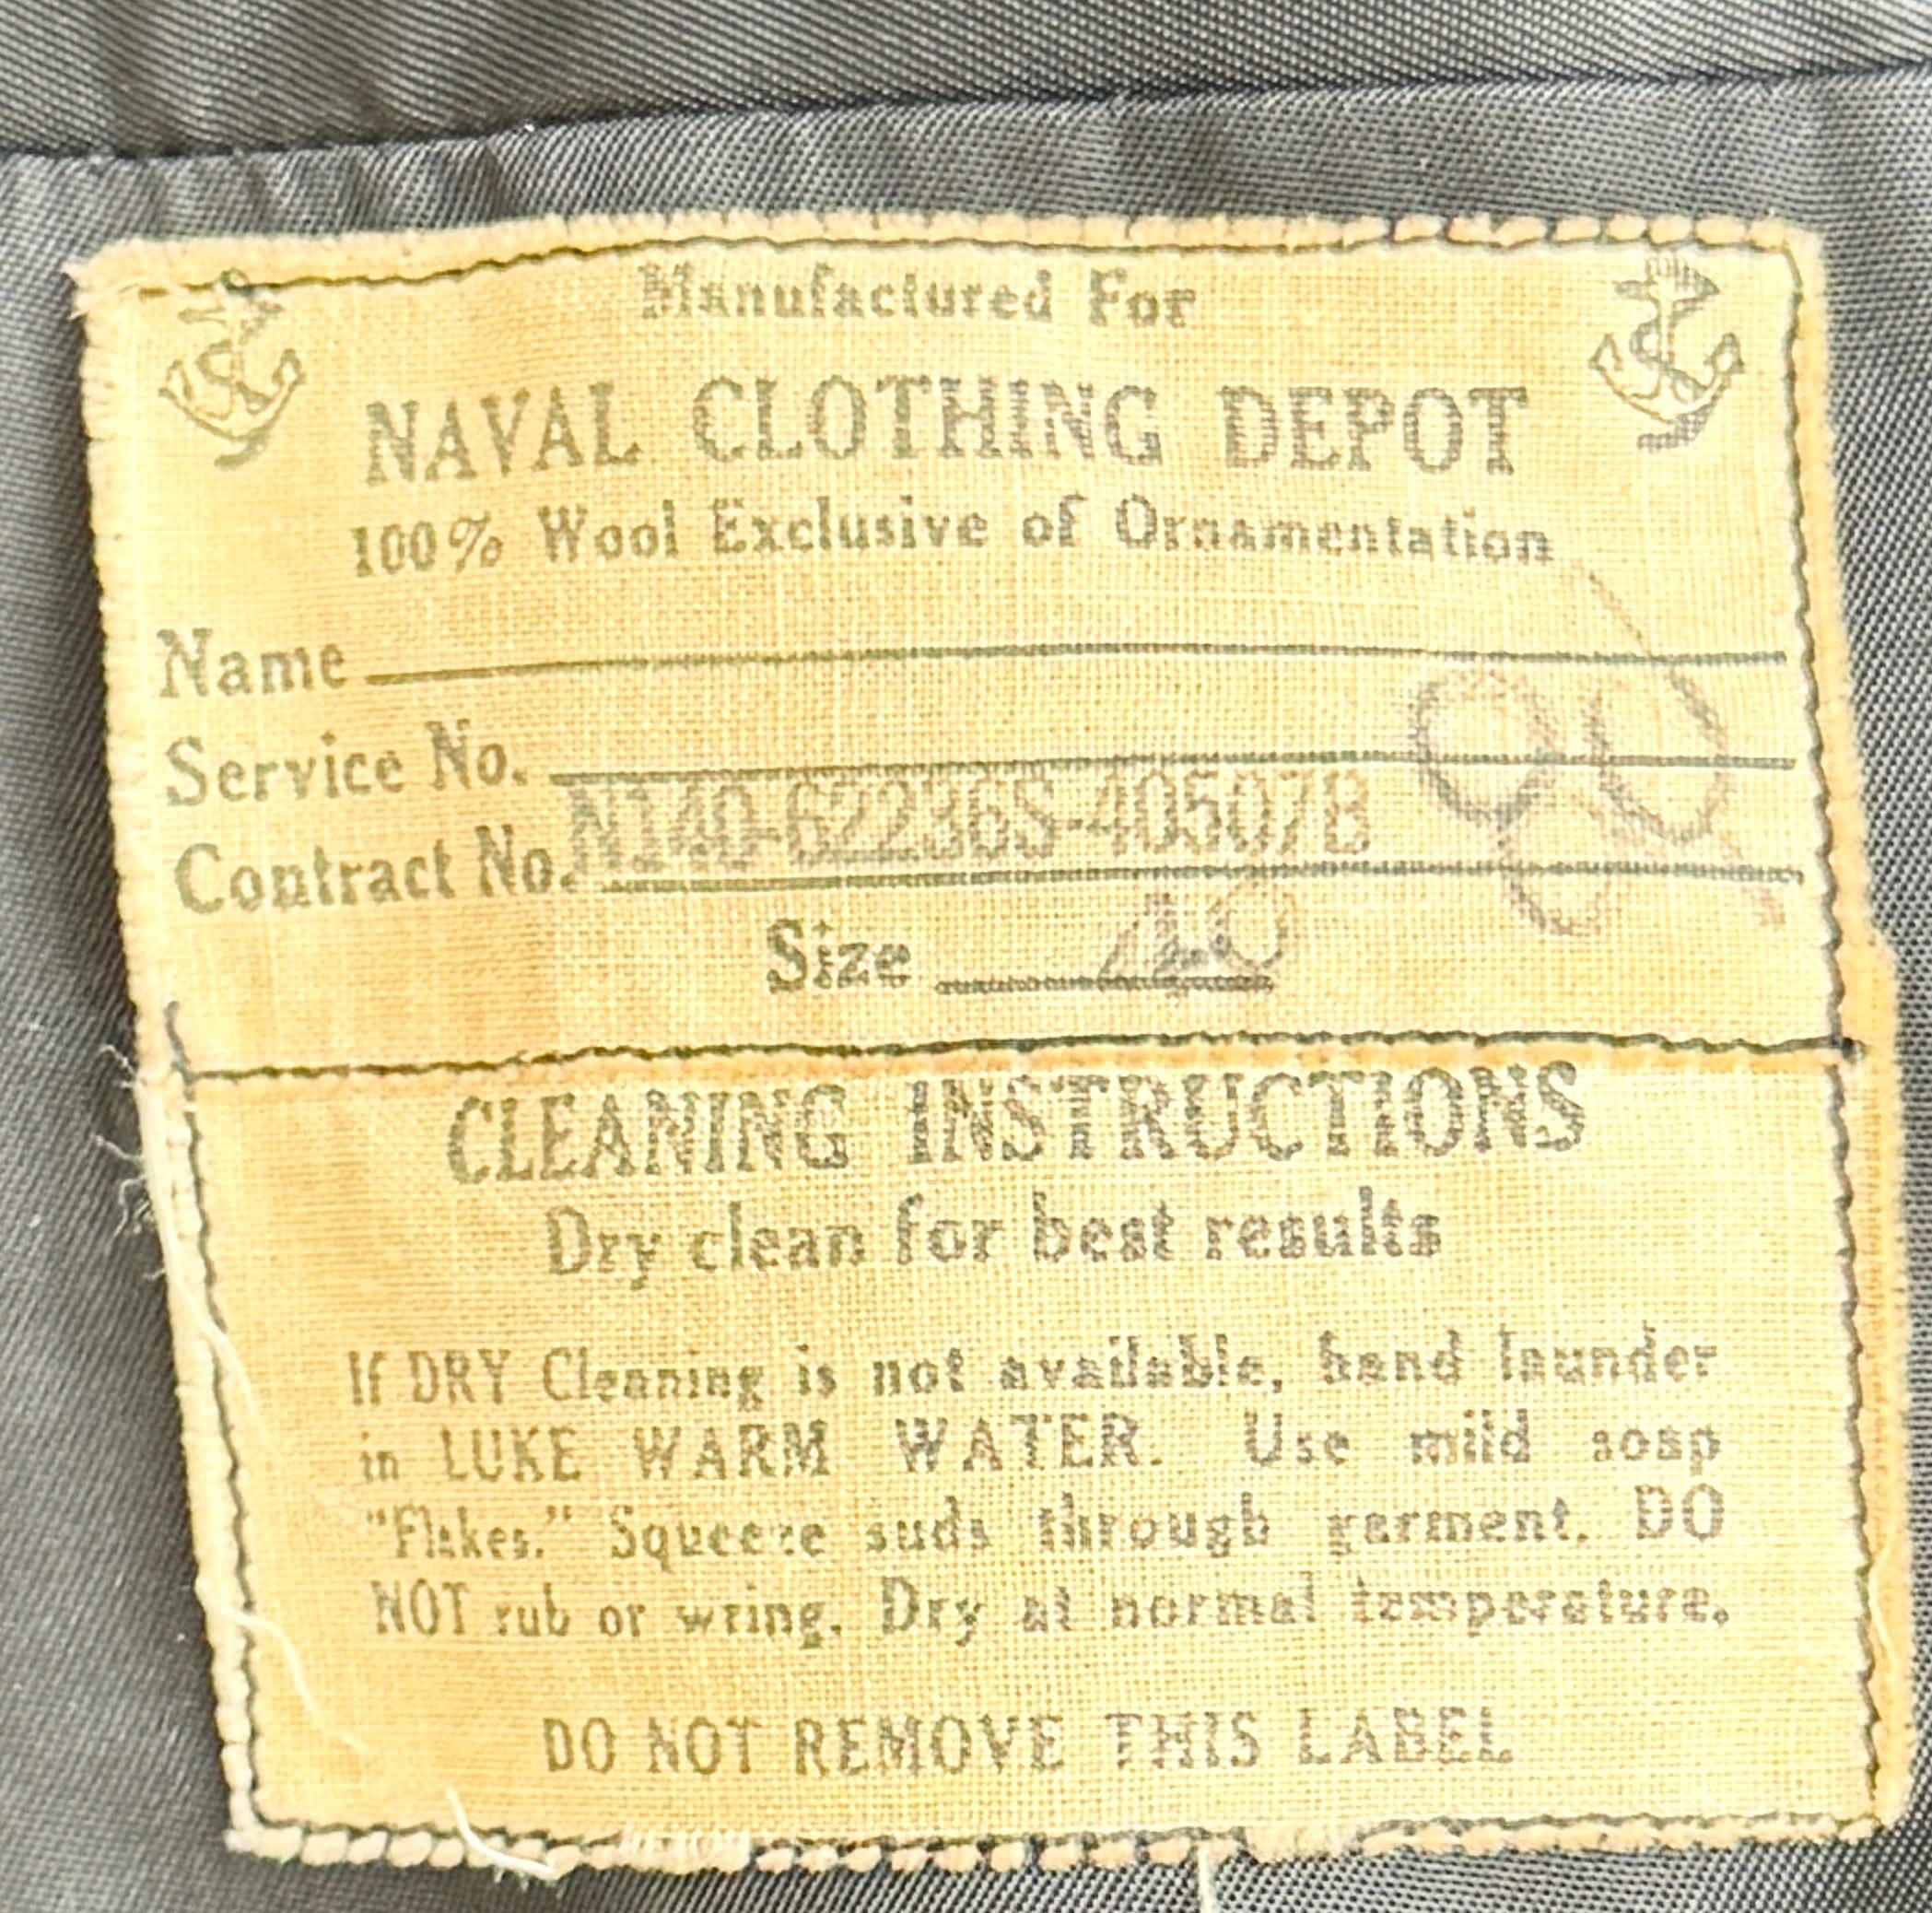 Manufactured For
NAVAL CLOTHING DEPOT
100% Wool Exclusive of Ornamentation
Name
Service No.
Contract No. N140-62236S-40507B
Size 40
CLEANING INSTRUCTIONS
Dry clean for best results
If DRY Cleaning is not available, hand launder
in LUKE WARM WATER. Use mild soap
"Flakes." Squeeze suds through garment. DO
NOT rub or wring. Dry at normal temperature.
DO NOT REMOVE THIS LABEL